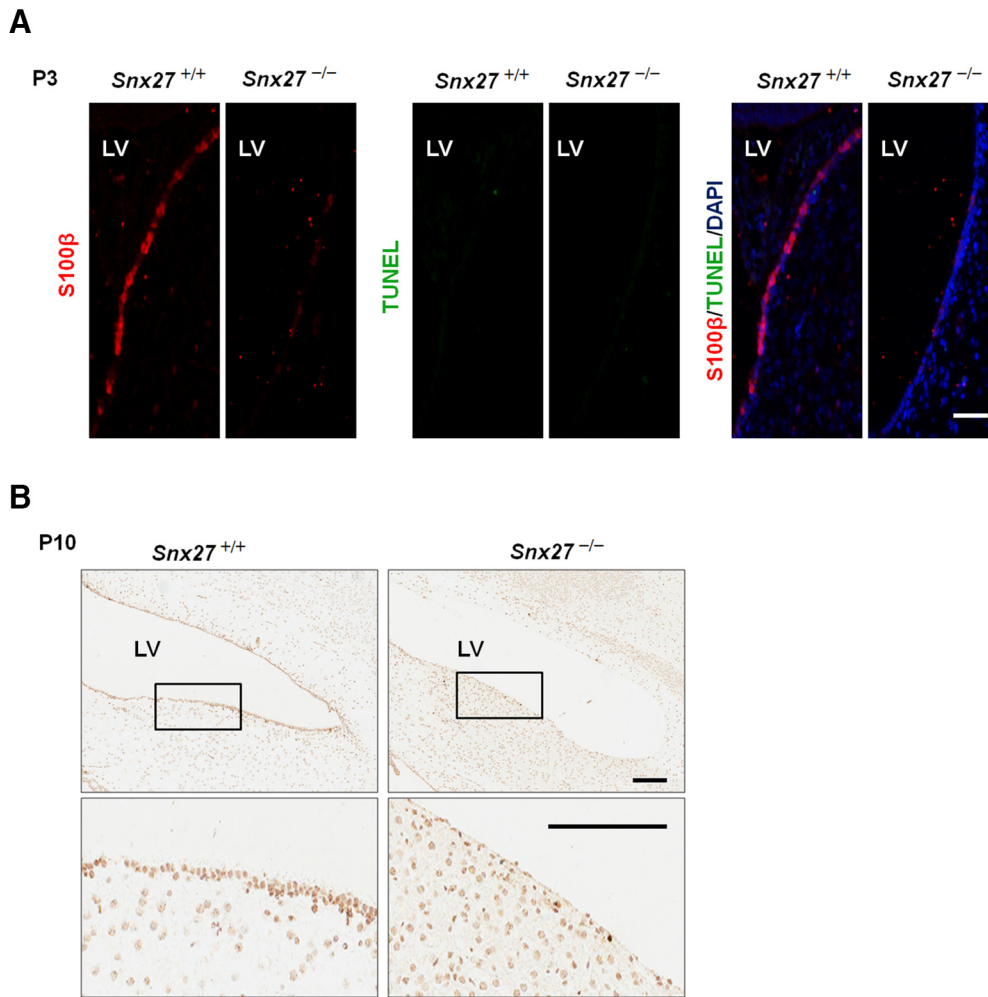 A
P3
Snx27 +/+
Snx27 −/−
Snx27 +/+
Snx27 −/−
Snx27 +/+
Snx27 −/−
S100β
LV
LV
TUNEL
LV
LV
S100β/TUNEL/DAPI
LV
LV
B
P10
Snx27 +/+
Snx27 −/−
LV
LV